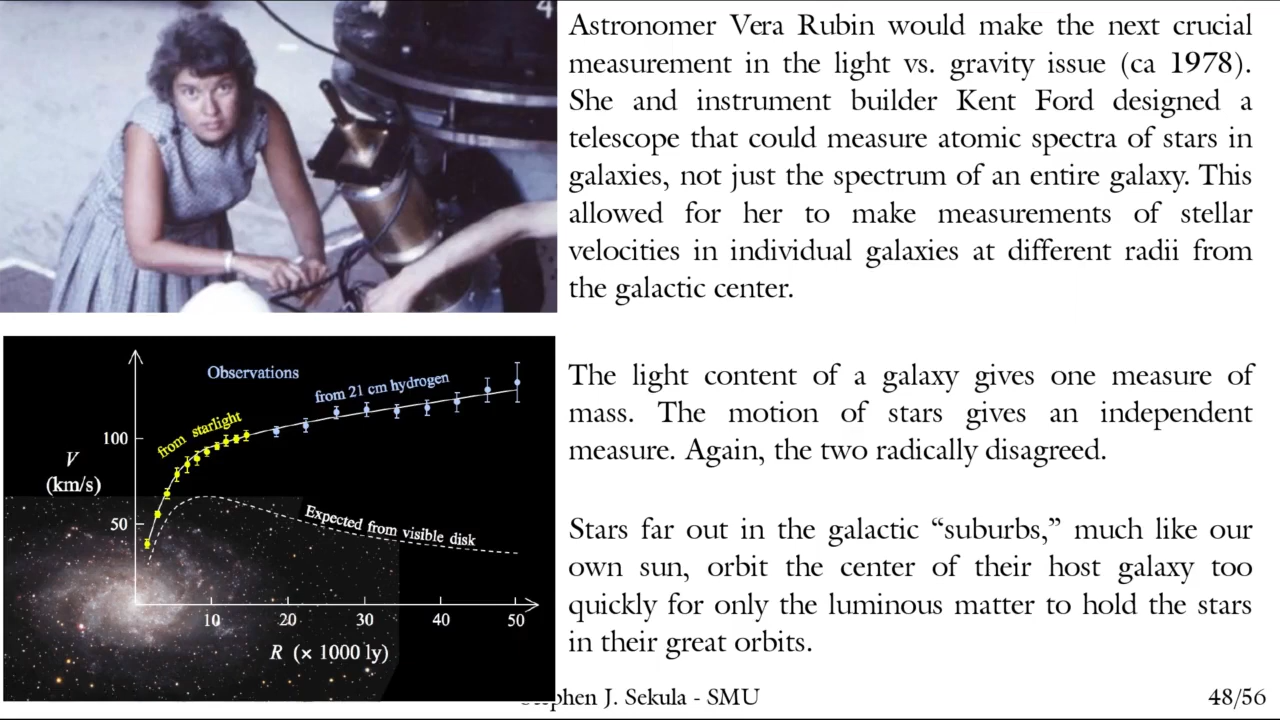 4
Astronomer Vera Rubin would make the next crucial
measurement in the light vs. gravity issue (ca 1978).
She and instrument builder Kent Ford designed a
telescope that could measure atomic spectra of stars in
galaxies, not just the spectrum of an entire galaxy. This
allowed for her to make measurements of stellar
velocities in individual galaxies at different radii from
the galactic center.
Observations
from 21 cm hydrogen
from starlight
100
V
(km/s)
50
Expected from visible disk
10 20 30 40 50
R (× 1000 ly)
The light content of a galaxy gives one measure of
mass. The motion of stars gives an independent
measure. Again, the two radically disagreed.
Stars far out in the galactic “suburbs,” much like our
own sun, orbit the center of their host galaxy too
quickly for only the luminous matter to hold the stars
in their great orbits.
phen J. Sekula - SMU
48/56